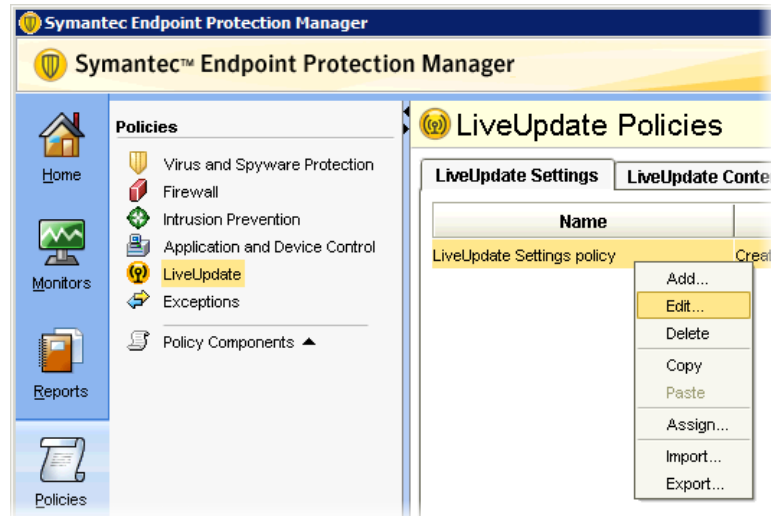 Symantec Endpoint Protection Manager
Symantec™ Endpoint Protection Manager
Home
Monitors
Reports
Policies
Policies
Virus and Spyware Protection
Firewall
Intrusion Prevention
Application and Device Control
LiveUpdate
Exceptions
Policy Components
LiveUpdate Policies
LiveUpdate Settings LiveUpdate Conte
Name
LiveUpdate Settings policy Creat
Add...
Edit...
Delete
Copy
Paste
Assign...
Import...
Export...